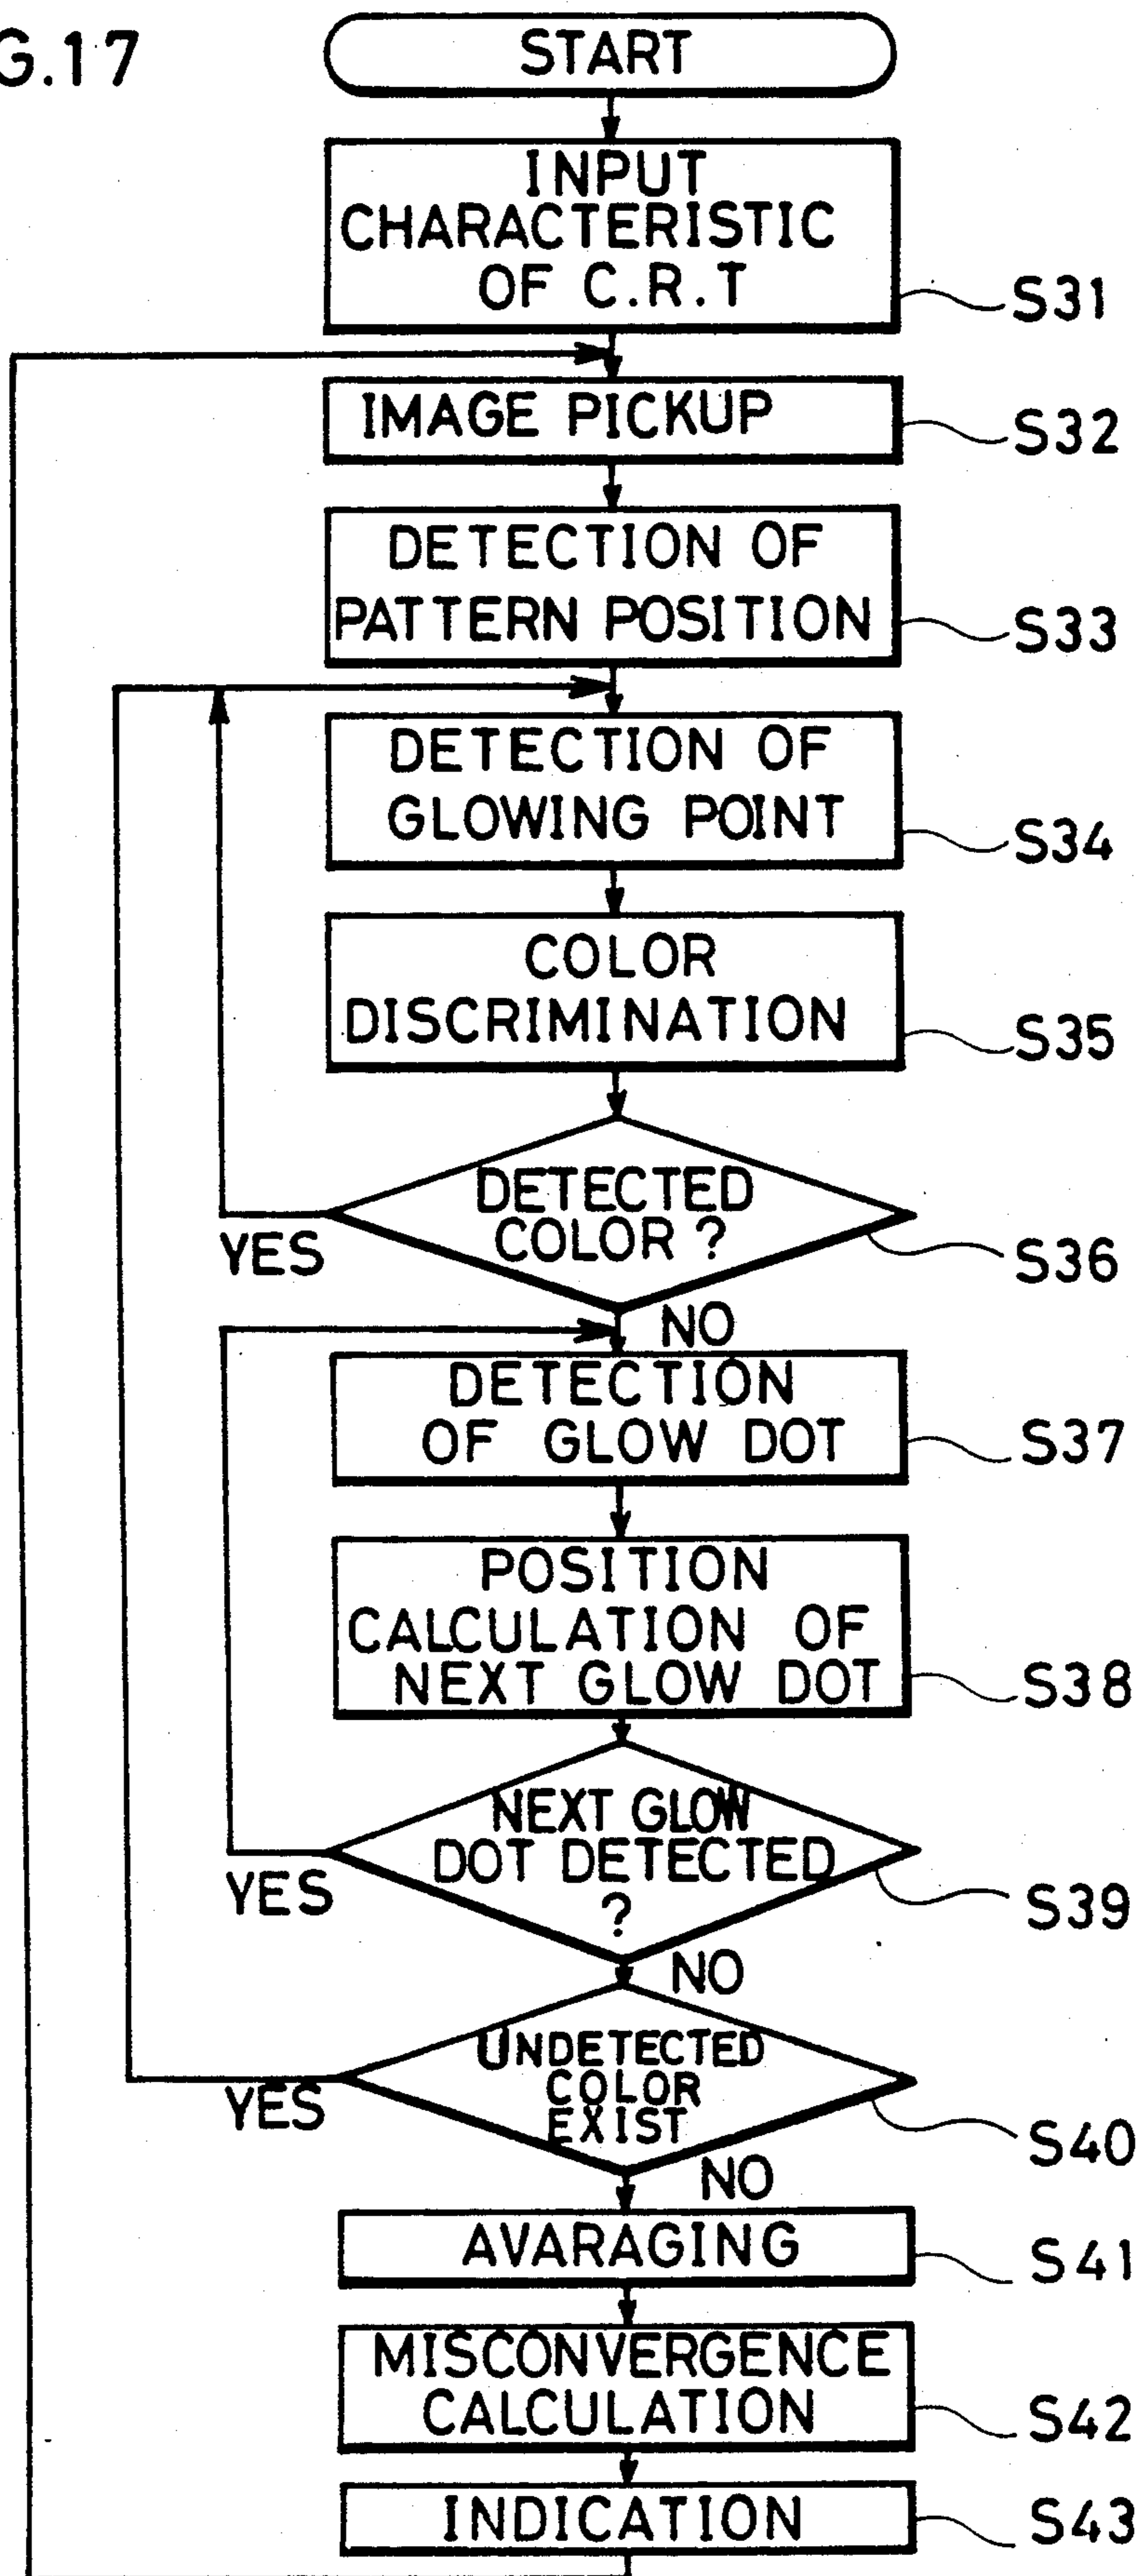 G.17
START
INPUT
CHARACTERISTIC
OF C.R.T
S31
IMAGE PICKUP
S32
DETECTION OF
PATTERN POSITION
S33
DETECTION OF
GLOWING POINT
S34
COLOR
DISCRIMINATION
S35
DETECTED
COLOR ?
YES
S36
NO
DETECTION
OF GLOW DOT
S37
POSITION
CALCULATION OF
NEXT GLOW DOT
S38
NEXT GLOW
DOT DETECTED
?
YES
S39
NO
UNDETECTED
COLOR
EXIST
YES
S40
NO
AVARAGING
S41
MISCONVERGENCE
CALCULATION
S42
INDICATION
S43